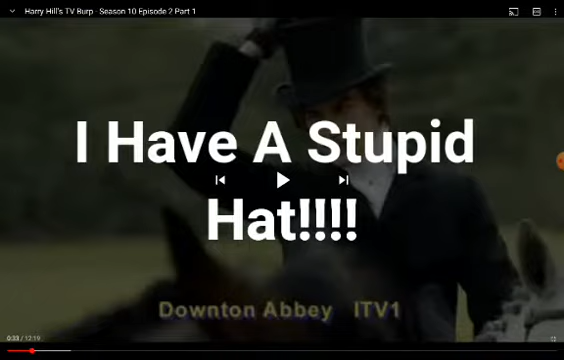 Harry Hill's TV Burp - Season 10 Episode 2 Part 1
I Have A Stupid
Hat!!!!
Downton Abbey ITV1
0:33 / 12:19